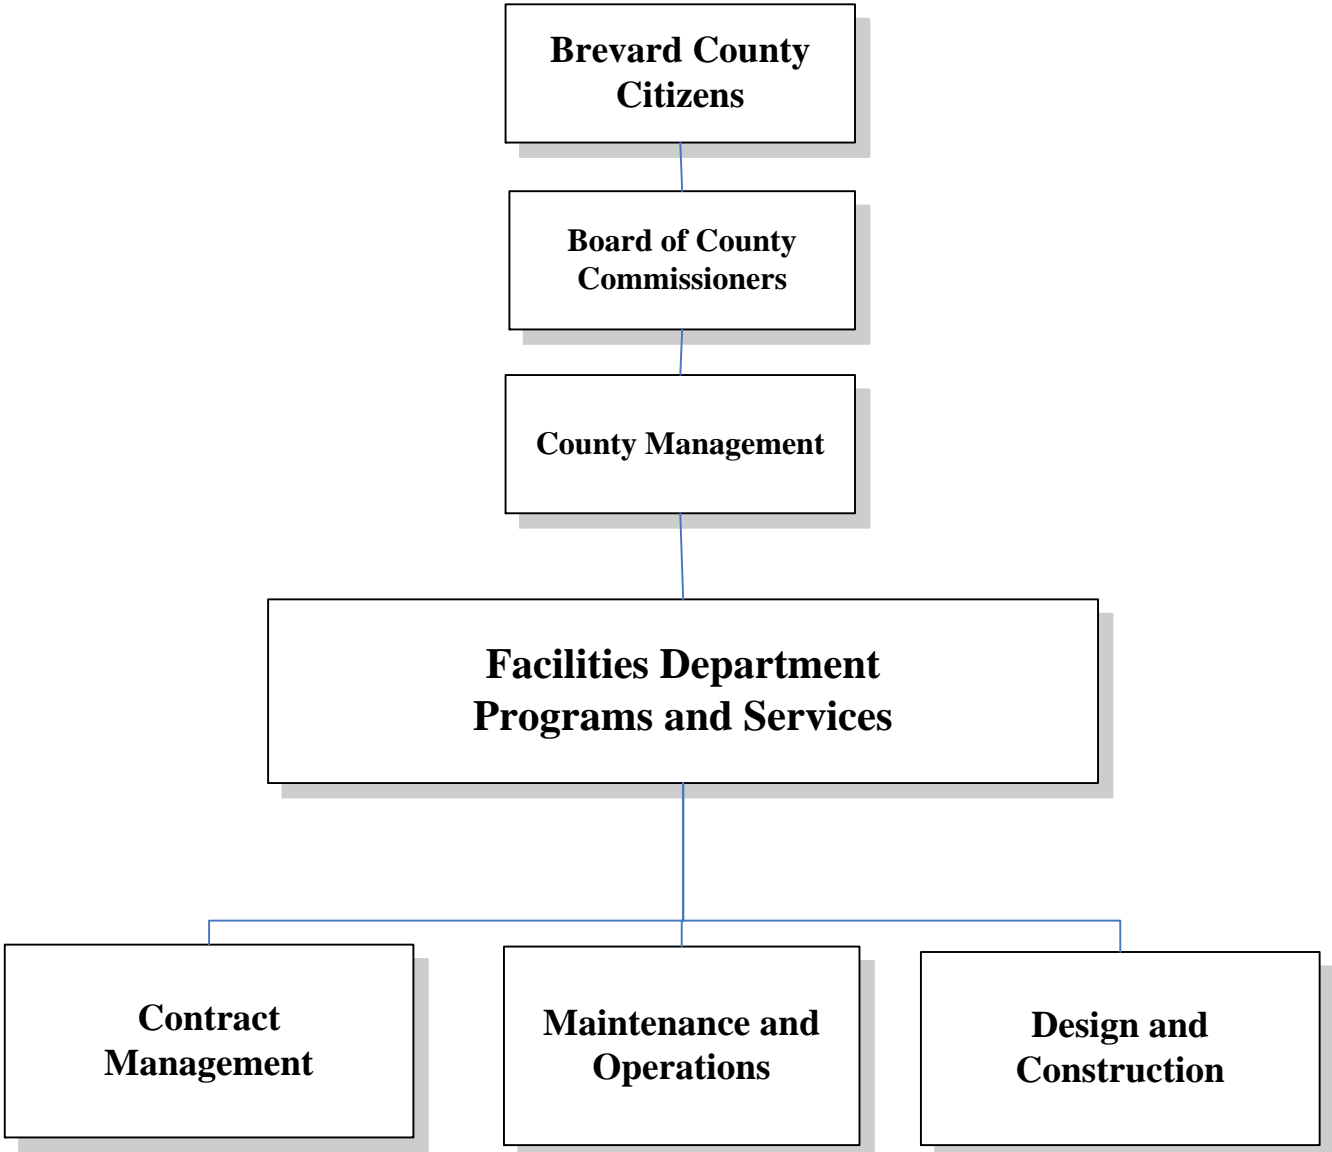 Brevard County
Citizens
Board of County
Commissioners
County Management
Facilities Department
Programs and Services
Contract
Management
Maintenance and
Operations
Design and
Construction